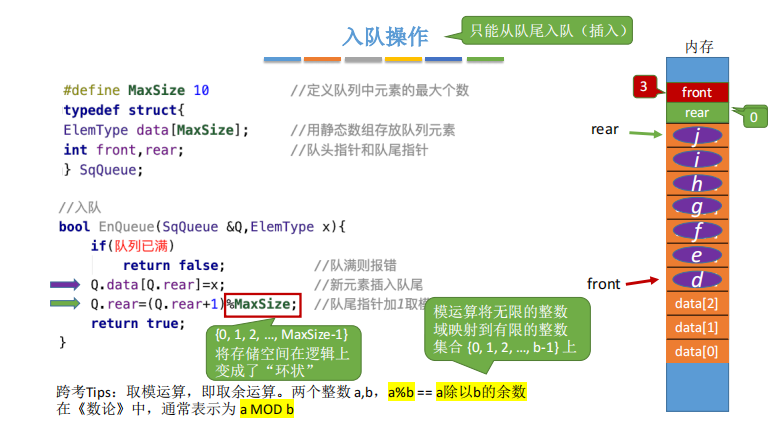 入队操作
只能从队尾入队（插入）
#define MaxSize 10 //定义队列中元素的最大个数
typedef struct{
ElemType data[MaxSize]; //用静态数组存放队列元素
int front,rear; //队头指针和队尾指针
} SqQueue;
//入队
bool EnQueue(SqQueue &Q,ElemType x){
if(队列已满)
return false; //队满则报错
Q.data[Q.rear]=x; //新元素插入队尾
Q.rear=(Q.rear+1)%MaxSize; //队尾指针加1取模
return true;
}
{0, 1, 2, …, MaxSize-1}
将存储空间在逻辑上
变成了“环状”
模运算将无限的整数
域映射到有限的整数
集合 {0, 1, 2, …, b-1} 上
跨考Tips：取模运算，即取余运算。两个整数 a,b，a%b == a除以b的余数
在《数论》中，通常表示为 a MOD b
内存
3
front
rear
0
rear
j
i
h
g
f
e
front
d
data[2]
data[1]
data[0]